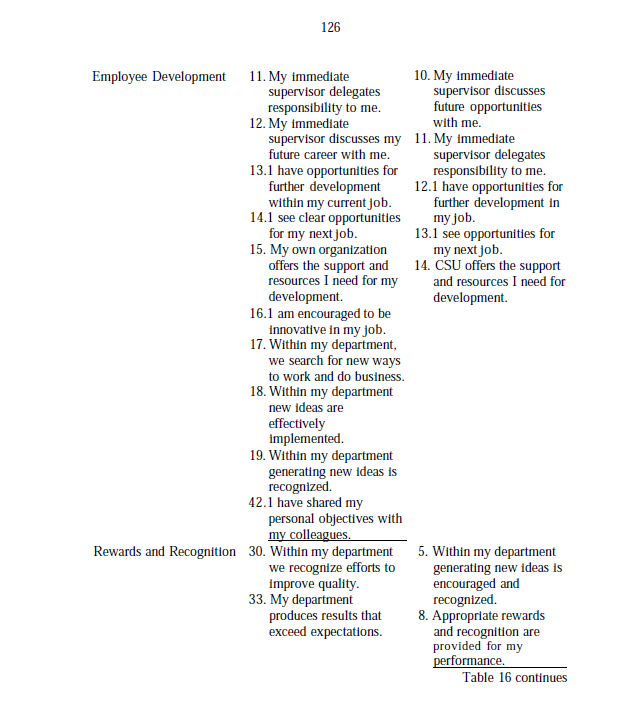 126
Employee Development
11. My immediate
supervisor delegates
responsibility to me.
12. My immediate
supervisor discusses my
future career with me.
13.1 have opportunities for
further development
within my current job.
14.1 see clear opportunities
for my next job.
15. My own organization
offers the support and
resources I need for my
development.
16.1 am encouraged to be
innovative in my job.
17. Within my department,
we search for new ways
to work and do business.
18. Within my department
new ideas are
effectively
implemented.
19. Within my department
generating new ideas is
recognized.
42.1 have shared my
personal objectives with
my colleagues.
10. My immediate
supervisor discusses
future opportunities
with me.
11. My immediate
supervisor delegates
responsibility to me.
12.1 have opportunities for
further development in
my job.
13.1 see opportunities for
my next job.
14. CSU offers the support
and resources I need for
development.
Rewards and Recognition
30. Within my department
we recognize efforts to
improve quality.
33. My department
produces results that
exceed expectations.
5. Within my department
generating new ideas is
encouraged and
recognized.
8. Appropriate rewards
and recognition are
provided for my
performance.
Table 16 continues